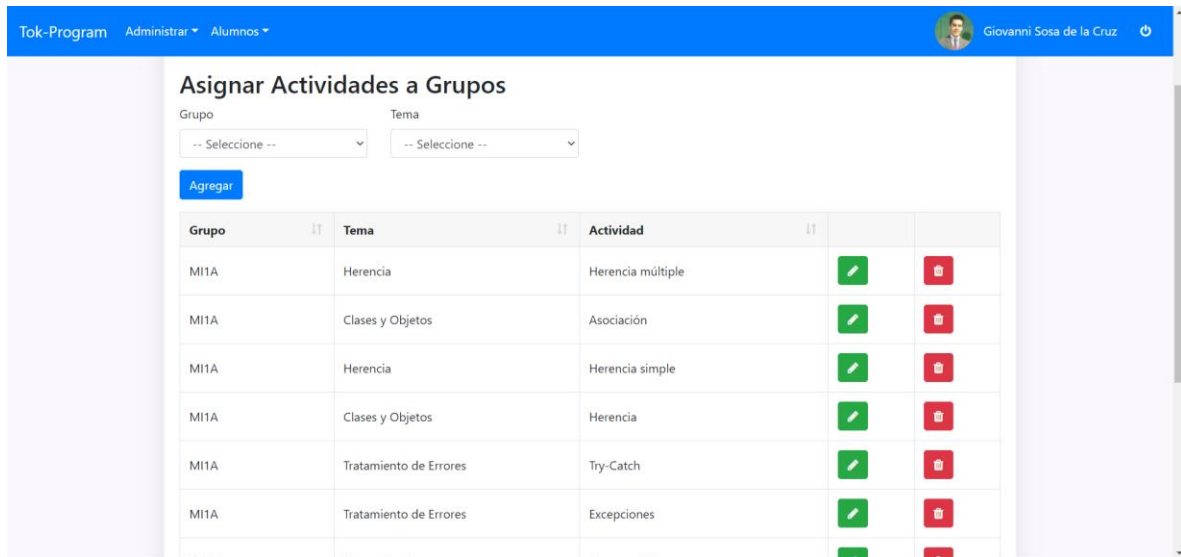 Tok-Program Administrar Alumnos Giovanni Sosa de la Cruz
Asignar Actividades a Grupos
Grupo Tema
-- Seleccione -- -- Seleccione --
Agregar
Grupo Tema Actividad
MI1A Herencia Herencia múltiple
MI1A Clases y Objetos Asociación
MI1A Herencia Herencia simple
MI1A Clases y Objetos Herencia
MI1A Tratamiento de Errores Try-Catch
MI1A Tratamiento de Errores Excepciones